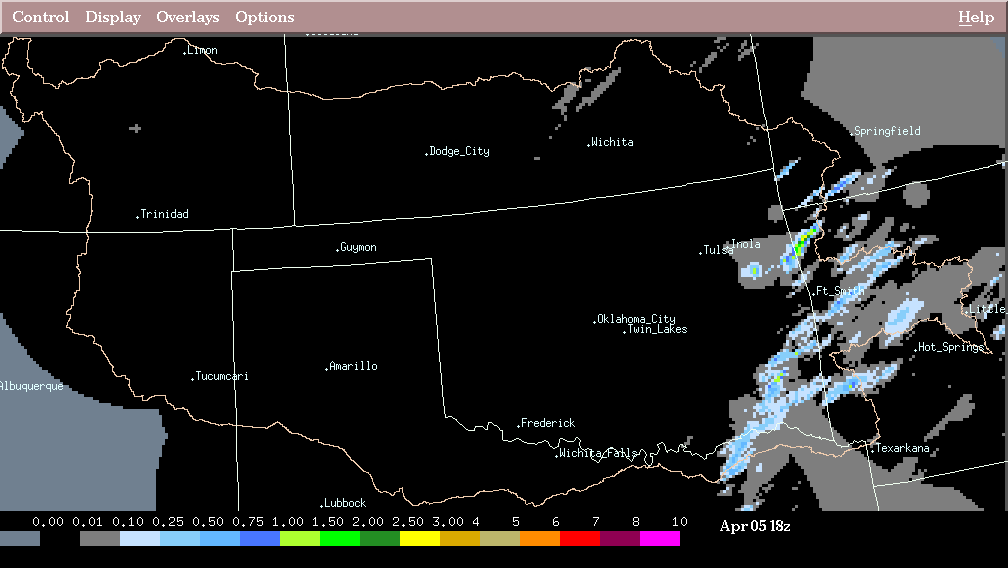 Control Display Overlays Options Help
Limon
Springfield
Wichita
Dodge_City
Trinidad
Inola
Guymon
Tulsa
Ft_Smith
Little
Oklahoma_City
Twin_Lakes
Hot_Springs
Amarillo
Tucumcari
Albuquerque
Frederick
Texarkana
Wichita_Falls
Lubbock
0.00 0.01 0.10 0.25 0.50 0.75 1.00 1.50 2.00 2.50 3.00 4 5 6 7 8 10
Apr 05 18z